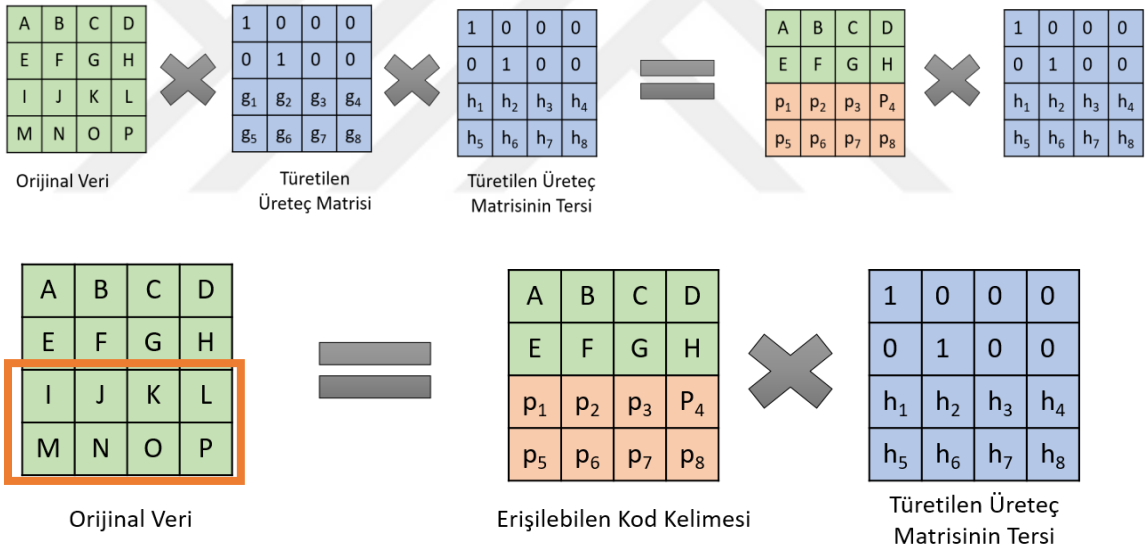 A B C D 1 0 0 0 1 0 0 0 A B C D 1 0 0 0
E F G H 0 1 0 0 0 1 0 0 E F G H 0 1 0 0
I J K L g₁ g₂ g₃ g₄ h₁ h₂ h₃ h₄ p₁ p₂ p₃ P₄ h₁ h₂ h₃ h₄
M N O P g₅ g₆ g₇ g₈ h₅ h₆ h₇ h₈ p₅ p₆ p₇ p₈ h₅ h₆ h₇ h₈
Orijinal Veri
Türetilen
Üreteç Matrisi
Türetilen Üreteç
Matrisinin Tersi
A B C D A B C D 1 0 0 0
E F G H E F G H 0 1 0 0
I J K L p₁ p₂ p₃ P₄ h₁ h₂ h₃ h₄
M N O P p₅ p₆ p₇ p₈ h₅ h₆ h₇ h₈
Orijinal Veri
Erişilebilen Kod Kelimesi
Türetilen Üreteç
Matrisinin Tersi